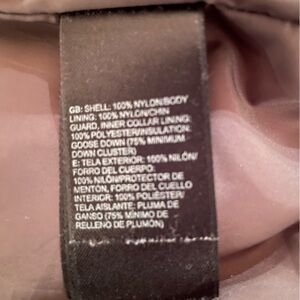 GB: SHELL: 100% NYLON/BODY
LINING: 100% NYLON/CHIN
GUARD, INNER COLLAR LINING:
100% POLYESTER/INSULATION:
GOOSE DOWN (75% MINIMUM
DOWN CLUSTER)
E: TELA EXTERIOR: 100% NILÓN/
FORRO DEL CUERPO:
100% NILÓN/PROTECTOR DE
MENTÓN, FORRO DEL CUELLO
INTERIOR: 100% POLIÉSTER/
TELA AISLANTE: PLUMA DE
GANSO (75% MÍNIMO DE
RELLENO DE PLUMÓN)